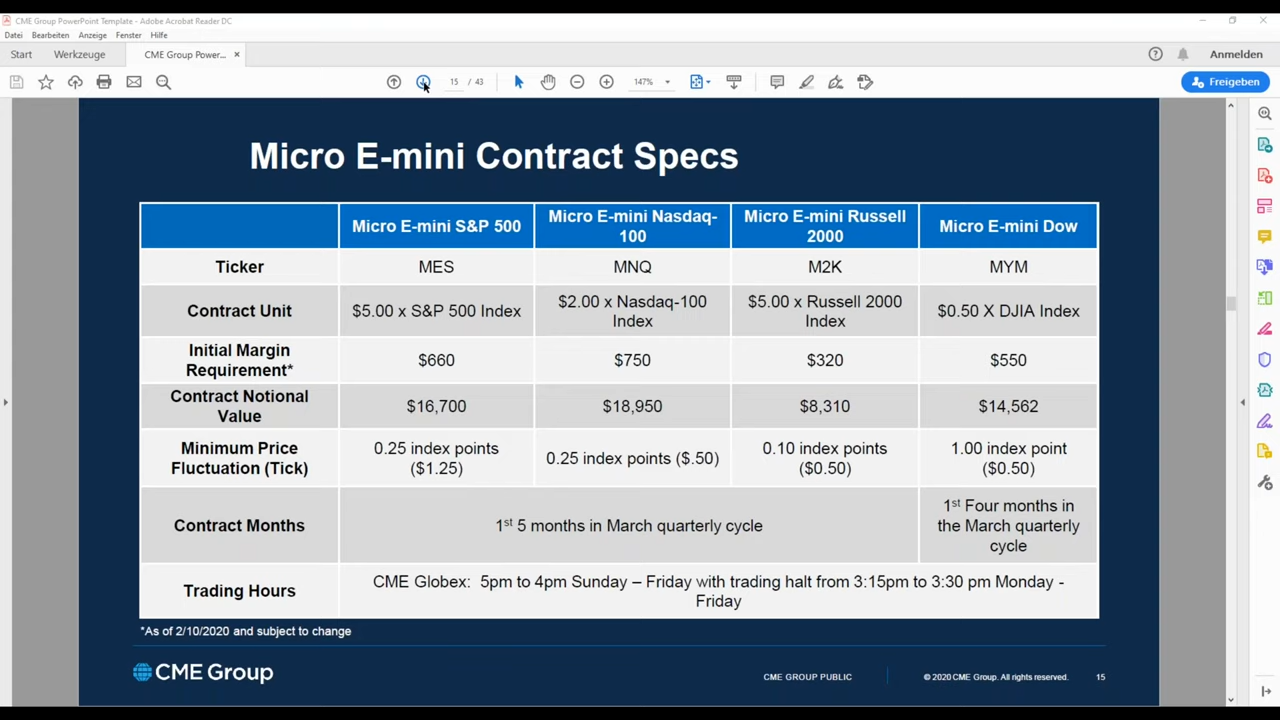 CME Group PowerPoint Template - Adobe Acrobat Reader DC
Datei Bearbeiten Anzeige Fenster Hilfe
Start Werkzeuge CME Group Power... × Anmelden
15 / 43 147% Freigeben
Micro E-mini Contract Specs
Micro E-mini S&P 500
Micro E-mini Nasdaq-
100
Micro E-mini Russell
2000
Micro E-mini Dow
Ticker
MES
MNQ
M2K
MYM
Contract Unit
$5.00 x S&P 500 Index
$2.00 x Nasdaq-100
Index
$5.00 x Russell 2000
Index
$0.50 X DJIA Index
Initial Margin
Requirement*
$660
$750
$320
$550
Contract Notional
Value
$16,700
$18,950
$8,310
$14,562
Minimum Price
Fluctuation (Tick)
0.25 index points
($1.25)
0.25 index points ($.50)
0.10 index points
($0.50)
1.00 index point
($0.50)
Contract Months
1st 5 months in March quarterly cycle
1st Four months in
the March quarterly
cycle
Trading Hours
CME Globex: 5pm to 4pm Sunday – Friday with trading halt from 3:15pm to 3:30 pm Monday -
Friday
*As of 2/10/2020 and subject to change
CME Group
CME GROUP PUBLIC
© 2020 CME Group. All rights reserved.
15